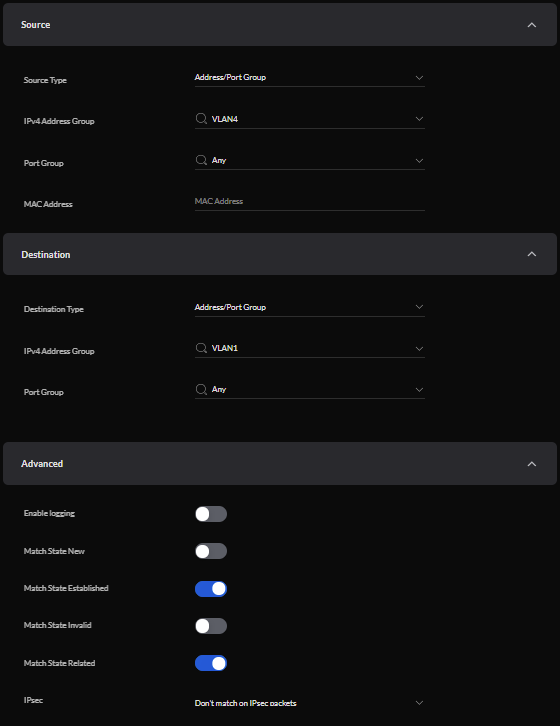 Source
Source Type Address/Port Group
IPv4 Address Group VLAN4
Port Group Any
MAC Address MAC Address
Destination
Destination Type Address/Port Group
IPv4 Address Group VLAN1
Port Group Any
Advanced
Enable logging
Match State New
Match State Established
Match State Invalid
Match State Related
IPsec Don't match on IPsec packets